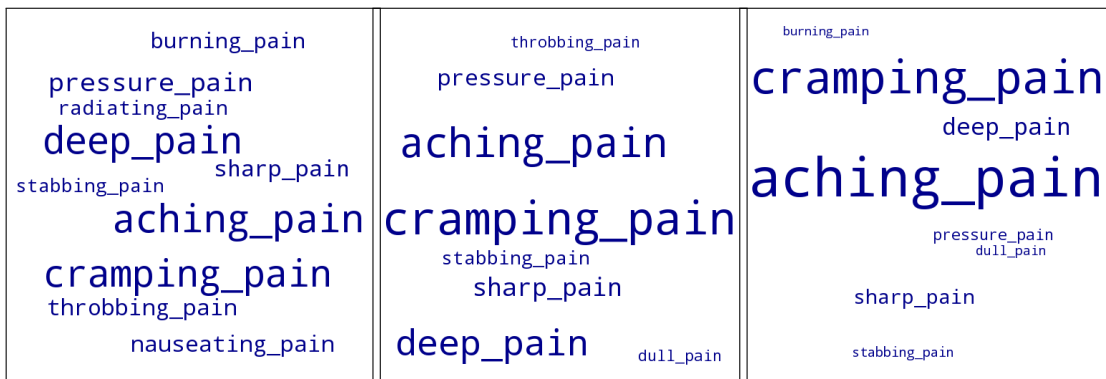 burning_pain
pressure_pain
radiating_pain
deep_pain
sharp_pain
stabbing_pain
aching_pain
cramping_pain
throbbing_pain
nauseating_pain
throbbing_pain
pressure_pain
aching_pain
cramping_pain
stabbing_pain
sharp_pain
deep_pain
dull_pain
burning_pain
cramping_pain
deep_pain
aching_pain
pressure_pain
dull_pain
sharp_pain
stabbing_pain